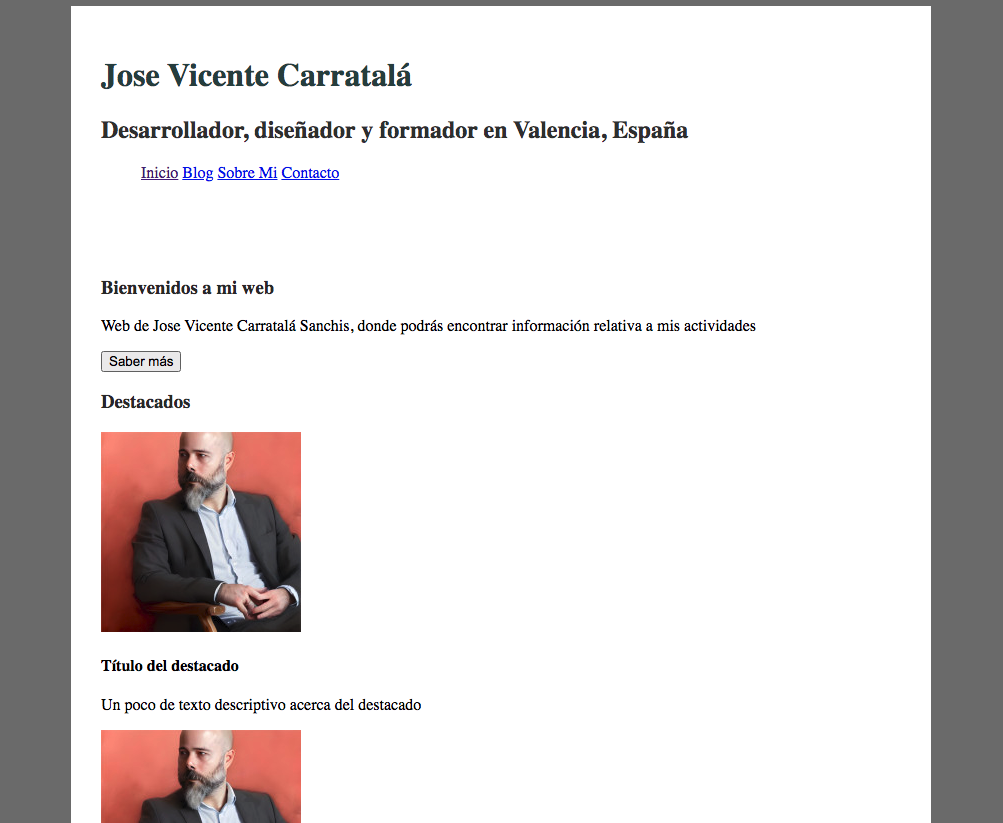 Jose Vicente Carratalá
Desarrollador, diseñador y formador en Valencia, España
Inicio Blog Sobre Mi Contacto
Bienvenidos a mi web
Web de Jose Vicente Carratalá Sanchis, donde podrás encontrar información relativa a mis actividades
Saber más
Destacados
Título del destacado
Un poco de texto descriptivo acerca del destacado